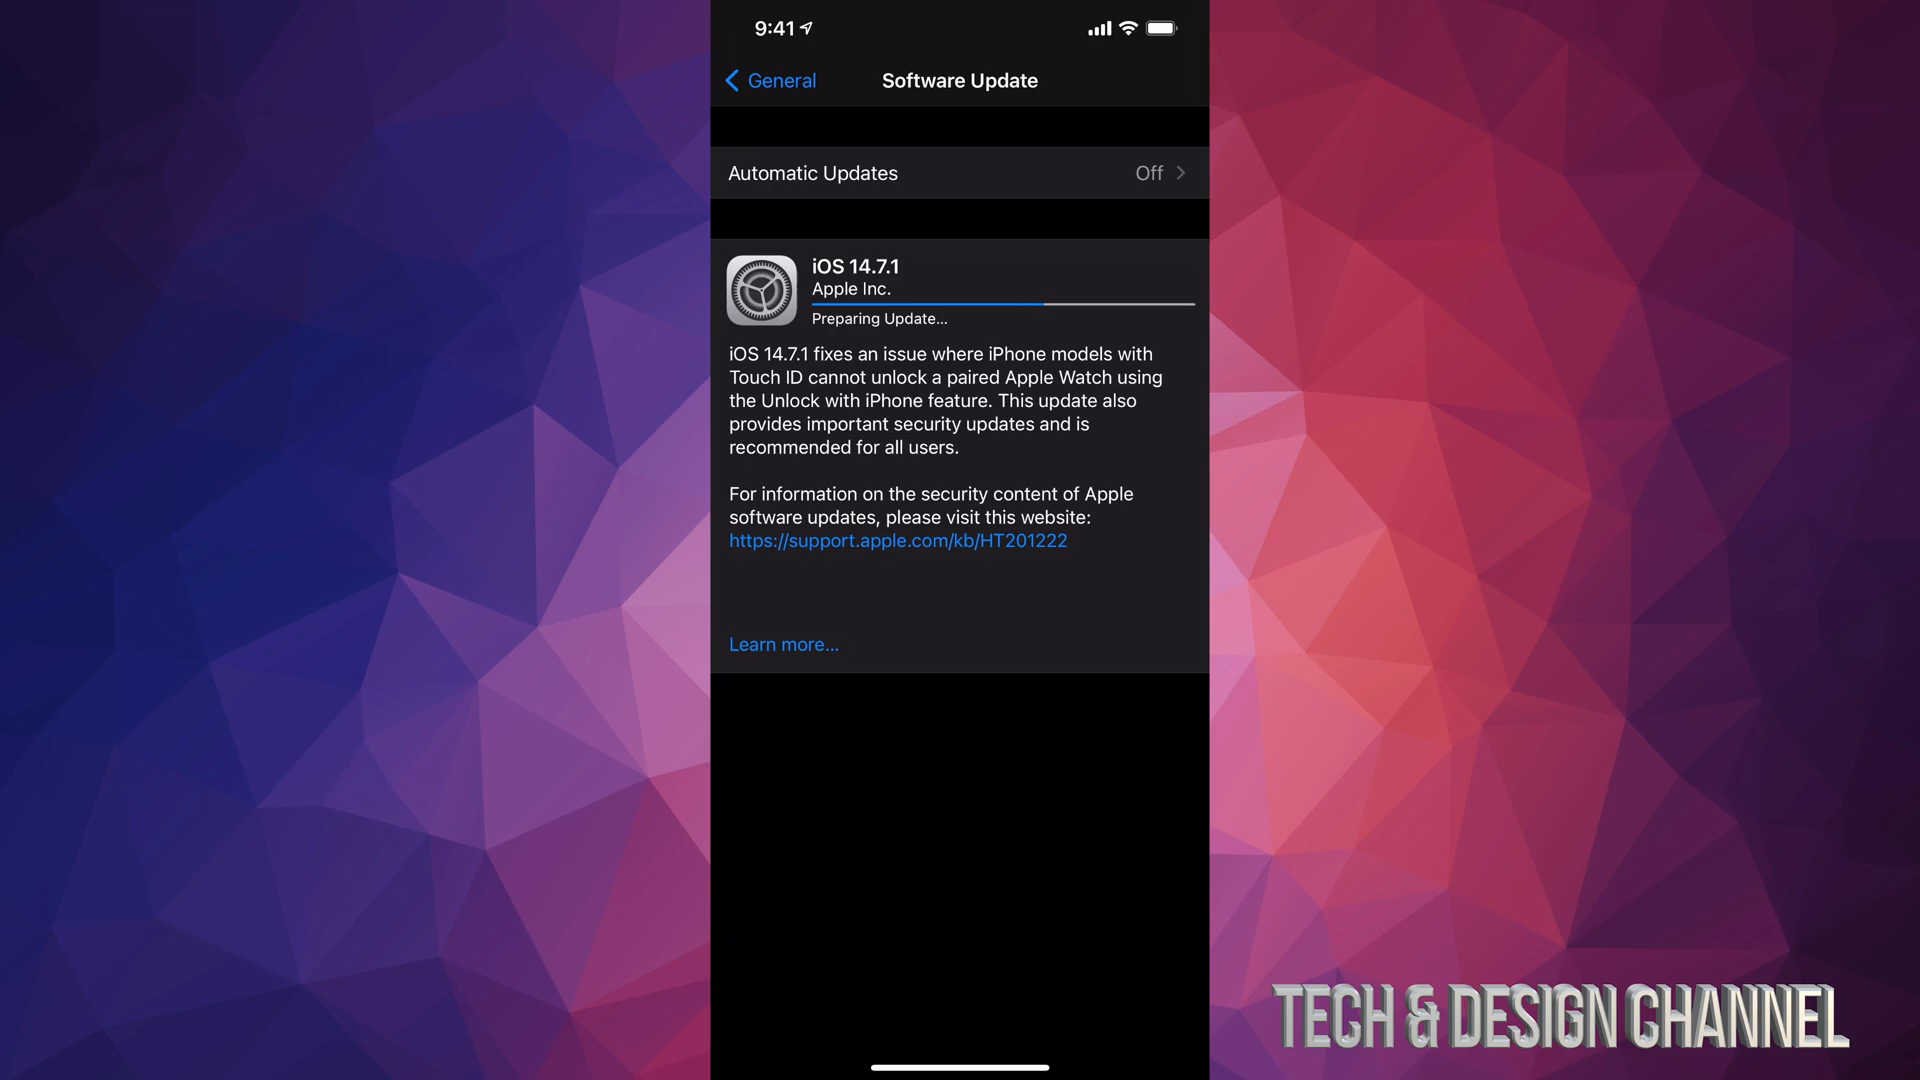 9:41
General
Software Update
Automatic Updates
Off
iOS 14.7.1
Apple Inc.
Preparing Update...
iOS 14.7.1 fixes an issue where iPhone models with
Touch ID cannot unlock a paired Apple Watch using
the Unlock with iPhone feature. This update also
provides important security updates and is
recommended for all users.
For information on the security content of Apple
software updates, please visit this website:
https://support.apple.com/kb/HT201222
Learn more...
TECH & DESIGN CHANNEL